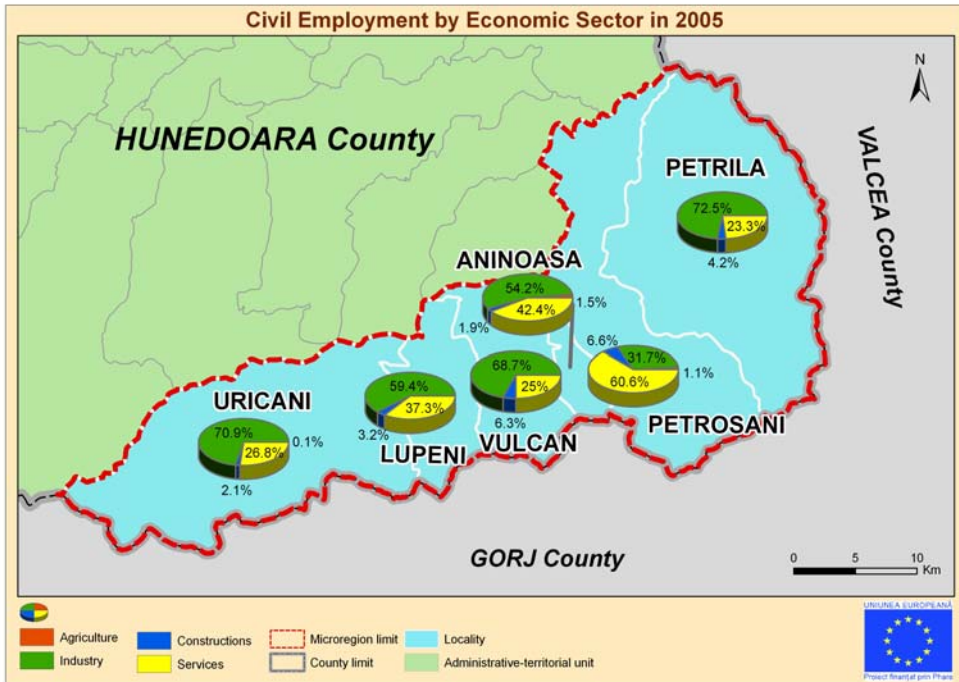 Civil Employment by Economic Sector in 2005
N
HUNEDOARA County
VALCEA County
PETRILA
72.5%
23.3%
4.2%
ANINOASA
54.2%
42.4%
1.5%
1.9%
6.6%
31.7%
1.1%
60.6%
PETROSANI
68.7%
25%
6.3%
VULCAN
59.4%
37.3%
3.2%
LUPENI
URICANI
70.9%
0.1%
26.8%
2.1%
GORJ County
0 5 10
Km
Agriculture
Industry
Constructions
Services
Microregion limit
County limit
Locality
Administrative-territorial unit
UNIUNEA EUROPEANĂ
Proiect finanţat prin Phare